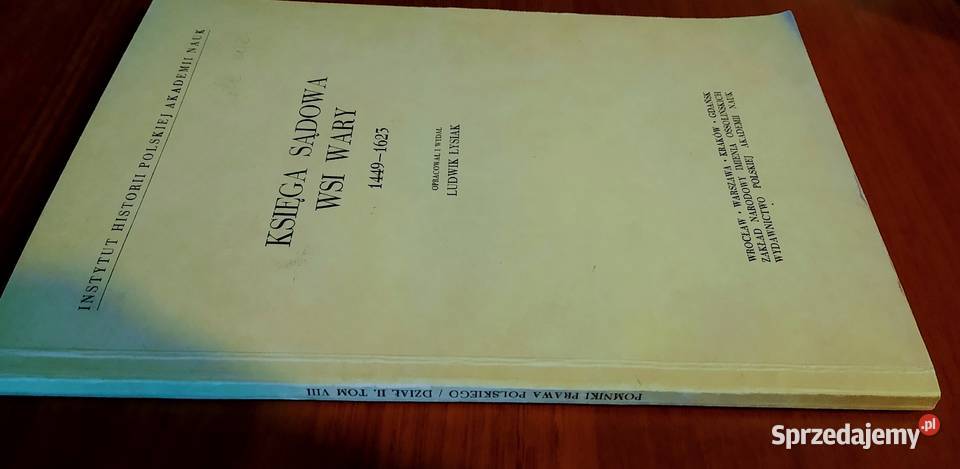 INSTYTUT HISTORII POLSKIEJ AKADEMII NAUK
KSIĘGA SĄDOWA
WSI WARY
1449–1623
OPRACOWAŁ I WYDAŁ
LUDWIK ŁYSIAK
WROCŁAW · WARSZAWA · KRAKÓW · GDAŃSK
ZAKŁAD NARODOWY IMIENIA OSSOLIŃSKICH
WYDAWNICTWO POLSKIEJ AKADEMII NAUK
POMNIKI PRAWA POLSKIEGO / DZIAŁ II, TOM VIII
Sprzedajemy.pl